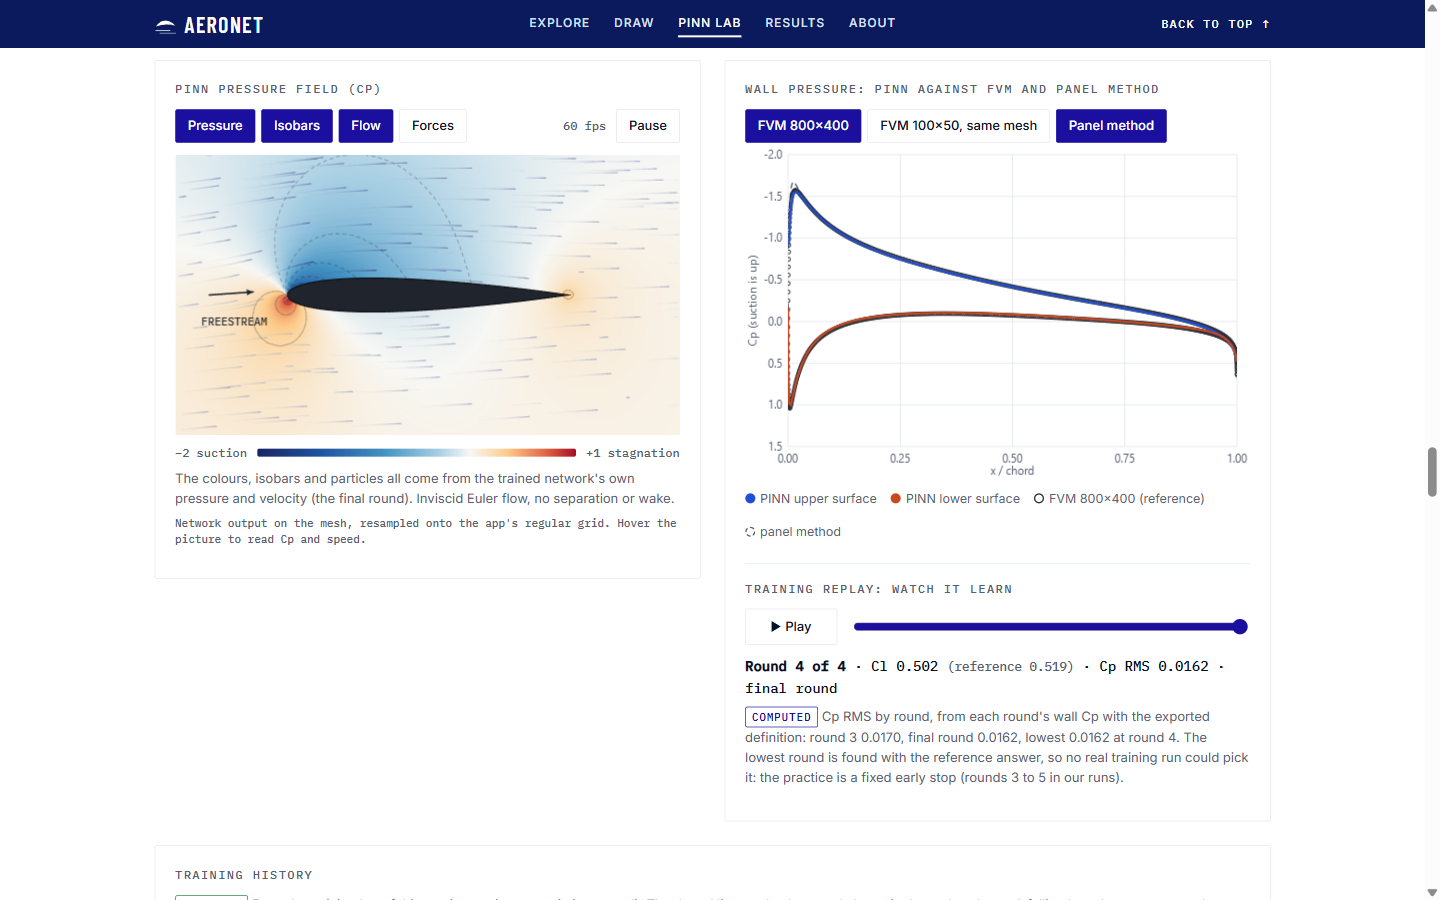 AERONET
EXPLORE DRAW PINN LAB RESULTS ABOUT
BACK TO TOP ↑
PINN PRESSURE FIELD (CP)
Pressure Isobars Flow Forces 60 fps Pause
FREESTREAM
−2 suction +1 stagnation
The colours, isobars and particles all come from the trained network's own
pressure and velocity (the final round). Inviscid Euler flow, no separation or wake.
Network output on the mesh, resampled onto the app's regular grid. Hover the
picture to read Cp and speed.
WALL PRESSURE: PINN AGAINST FVM AND PANEL METHOD
FVM 800×400 FVM 100×50, same mesh Panel method
-2.0
-1.5
-1.0
-0.5
0.0
0.5
1.0
1.5
Cp (suction is up)
0.00 0.25 0.50 0.75 1.00
x / chord
PINN upper surface PINN lower surface FVM 800×400 (reference)
panel method
TRAINING REPLAY: WATCH IT LEARN
▶ Play
Round 4 of 4 · Cl 0.502 (reference 0.519) · Cp RMS 0.0162 ·
final round
COMPUTED Cp RMS by round, from each round's wall Cp with the exported
definition: round 3 0.0170, final round 0.0162, lowest 0.0162 at round 4. The
lowest round is found with the reference answer, so no real training run could pick
it: the practice is a fixed early stop (rounds 3 to 5 in our runs).
TRAINING HISTORY